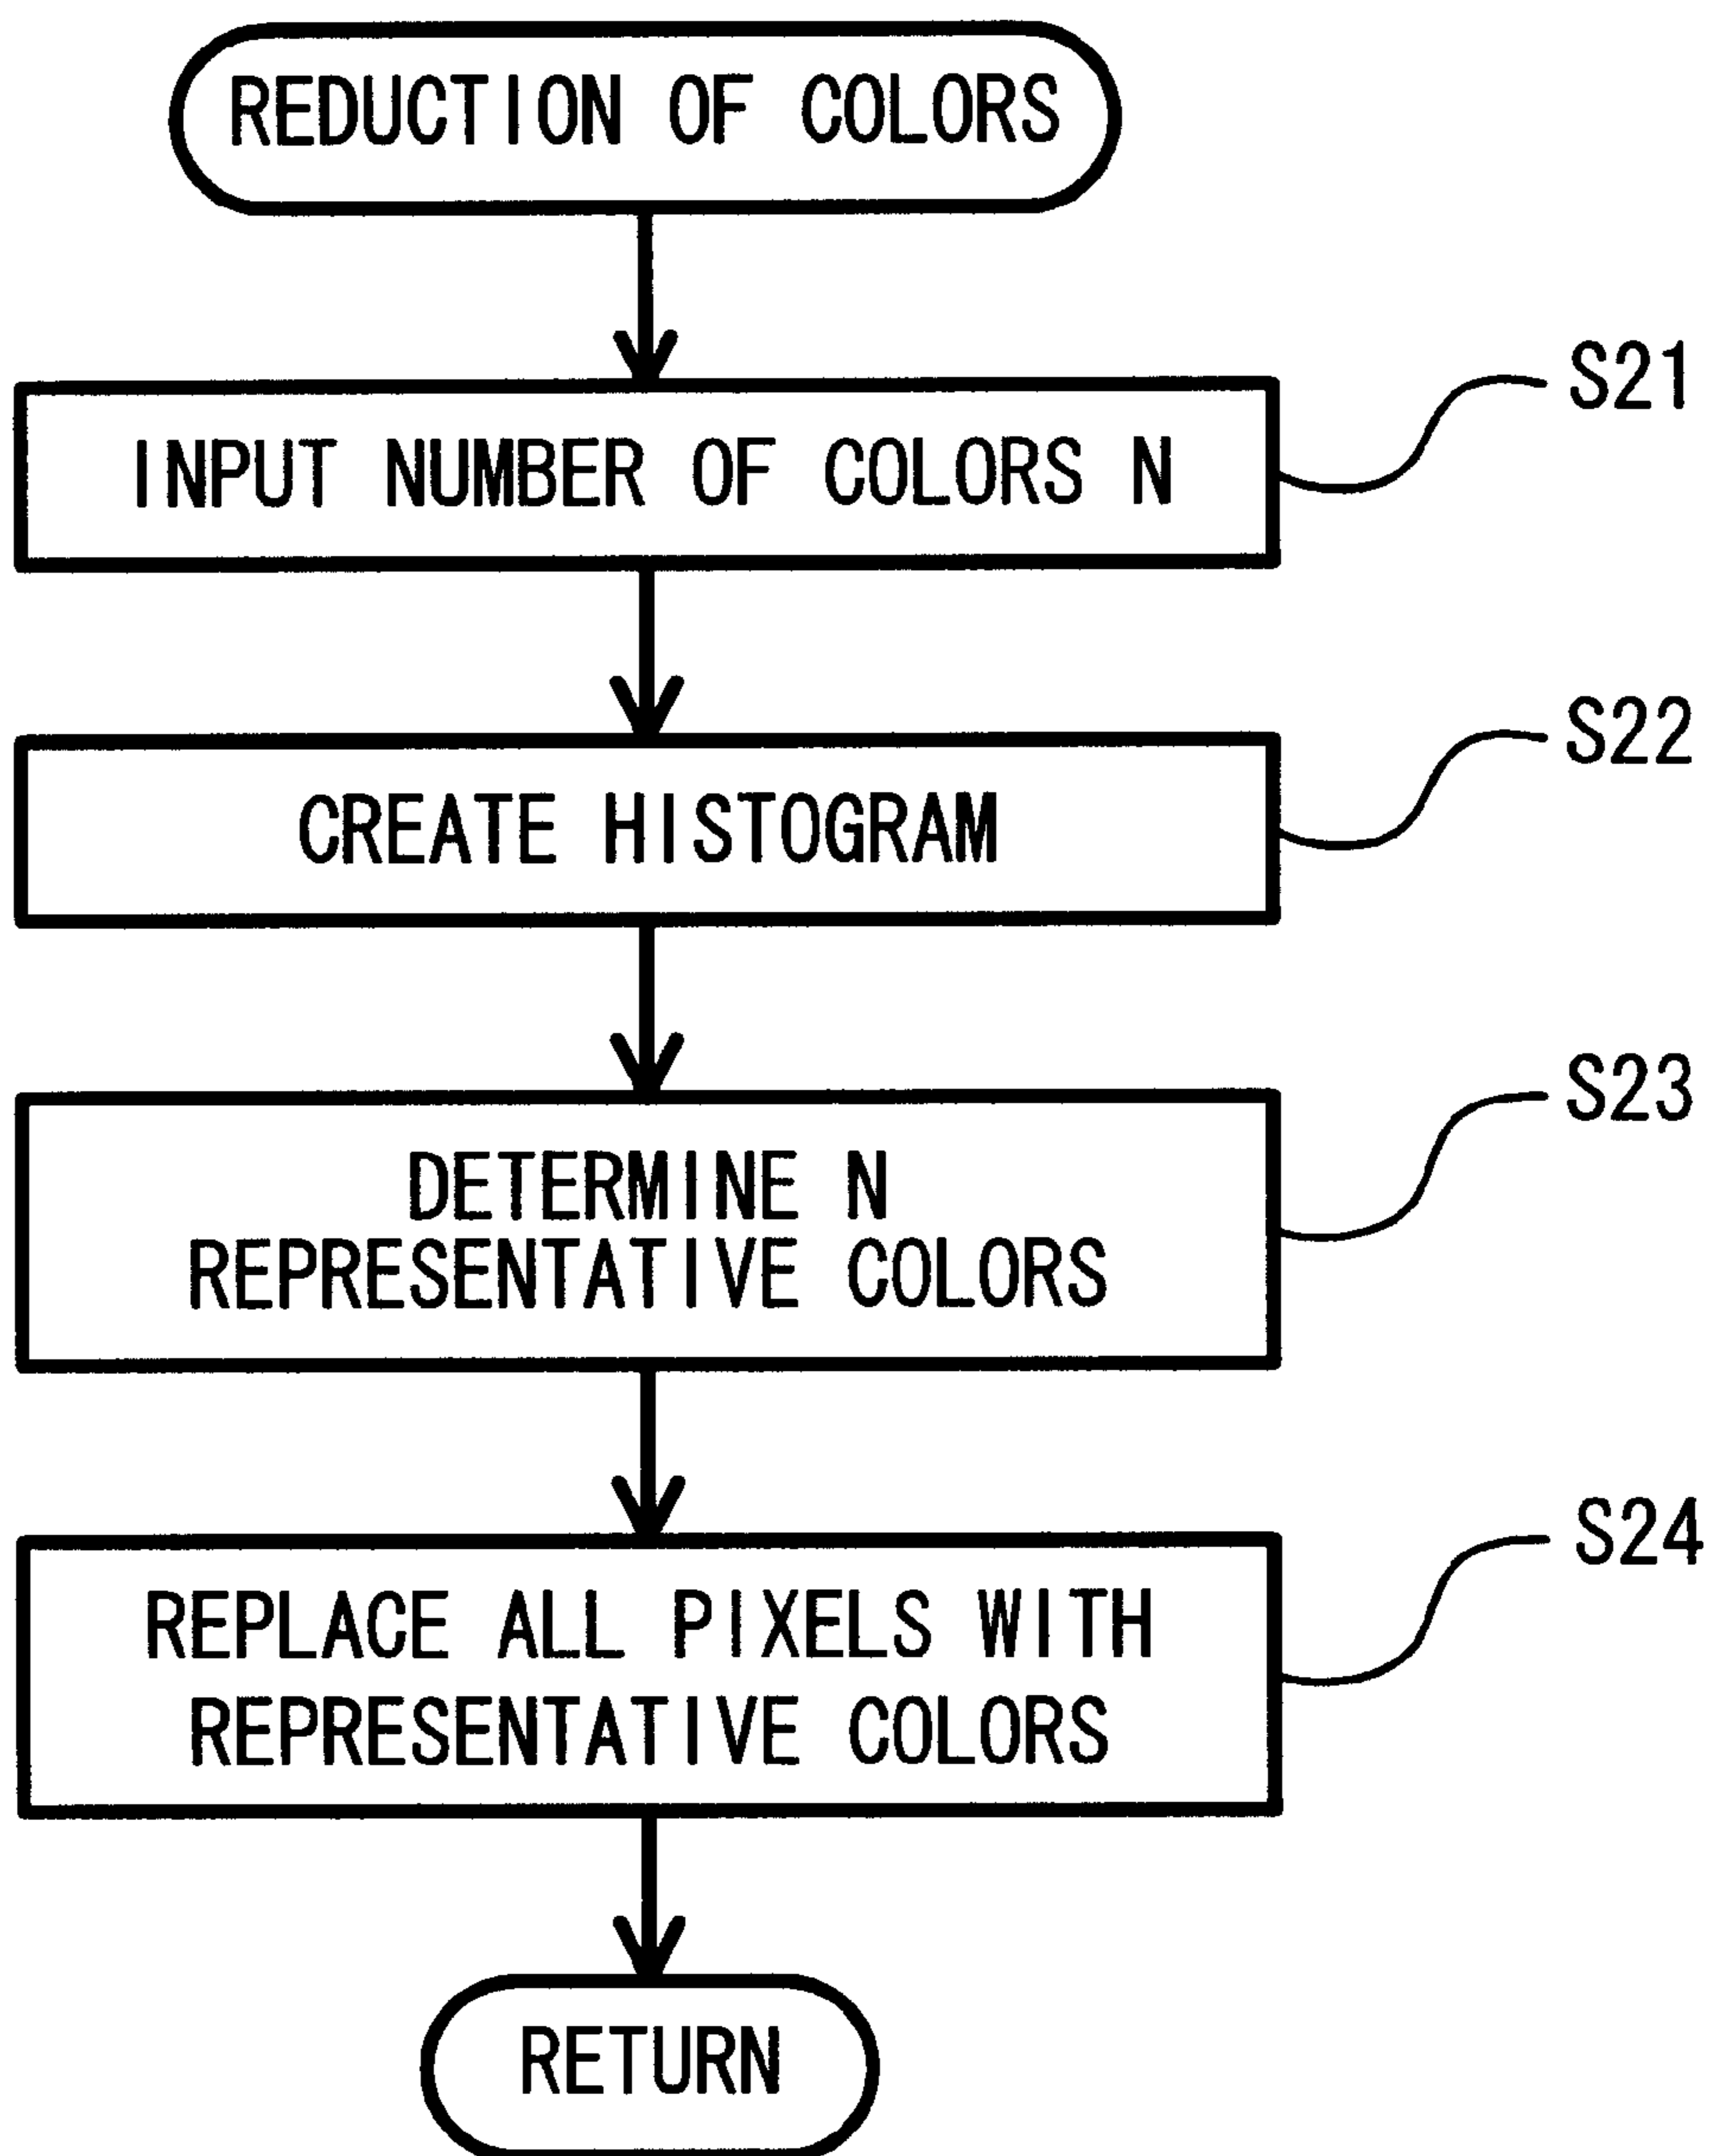 REDUCTION OF COLORS
INPUT NUMBER OF COLORS N
S21
CREATE HISTOGRAM
S22
DETERMINE N
REPRESENTATIVE COLORS
S23
REPLACE ALL PIXELS WITH
REPRESENTATIVE COLORS
S24
RETURN